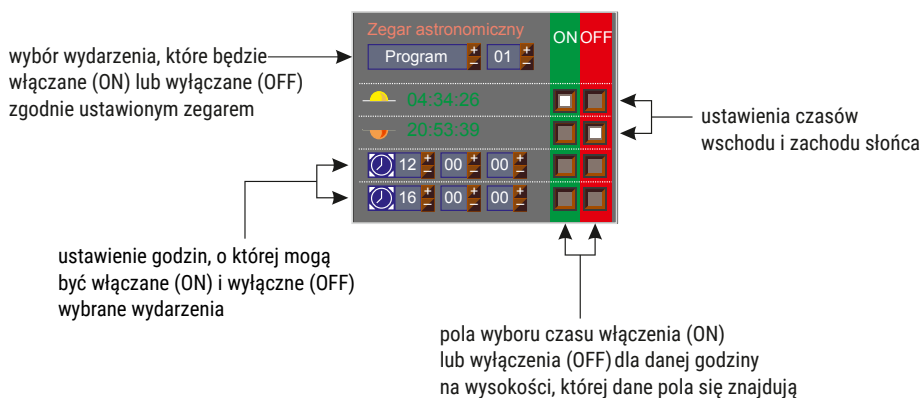 Zegar astronomiczny
ON OFF
Program + − 01 + −
wybór wydarzenia, które będzie
włączane (ON) lub wyłączane (OFF)
zgodnie ustawionym zegarem
04:34:26
20:53:39
ustawienia czasów
wschodu i zachodu słońca
12 + − 00 + − 00 + −
16 + − 00 + − 00 + −
ustawienie godzin, o której mogą
być włączane (ON) i wyłączne (OFF)
wybrane wydarzenia
pola wyboru czasu włączenia (ON)
lub wyłączenia (OFF) dla danej godziny
na wysokości, której dane pola się znajdują